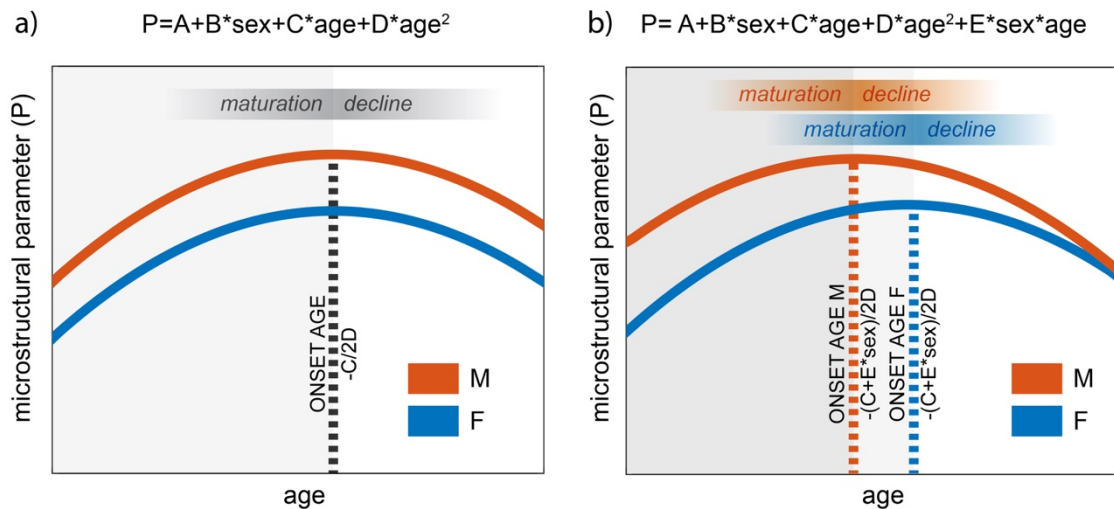 a)
P=A+B*sex+C*age+D*age²
maturation decline
microstructural parameter (P)
ONSET AGE
-C/2D
M
F
age
b)
P= A+B*sex+C*age+D*age²+E*sex*age
maturation decline
maturation decline
microstructural parameter (P)
ONSET AGE M
-(C+E*sex)/2D
ONSET AGE F
-(C+E*sex)/2D
M
F
age